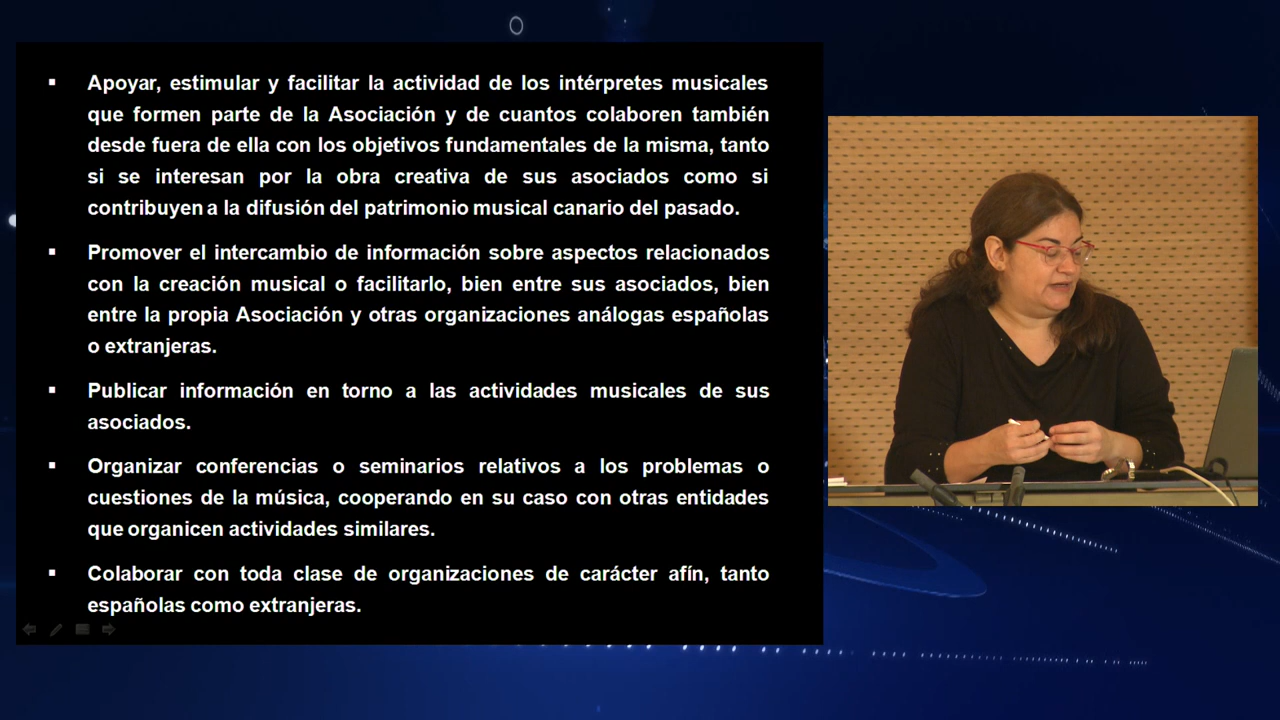 ▪ Apoyar, estimular y facilitar la actividad de los intérpretes musicales
que formen parte de la Asociación y de cuantos colaboren también
desde fuera de ella con los objetivos fundamentales de la misma, tanto
si se interesan por la obra creativa de sus asociados como si
contribuyen a la difusión del patrimonio musical canario del pasado.
▪ Promover el intercambio de información sobre aspectos relacionados
con la creación musical o facilitarlo, bien entre sus asociados, bien
entre la propia Asociación y otras organizaciones análogas españolas
o extranjeras.
▪ Publicar información en torno a las actividades musicales de sus
asociados.
▪ Organizar conferencias o seminarios relativos a los problemas o
cuestiones de la música, cooperando en su caso con otras entidades
que organicen actividades similares.
▪ Colaborar con toda clase de organizaciones de carácter afín, tanto
españolas como extranjeras.